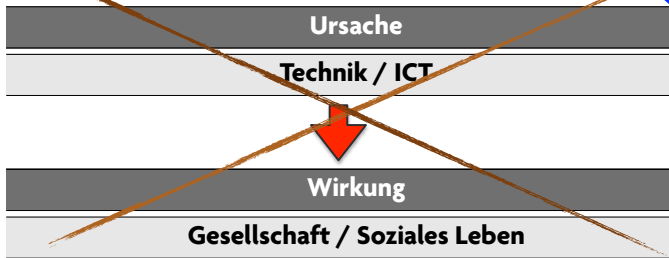 Ursache
Technik / ICT
Wirkung
Gesellschaft / Soziales Leben